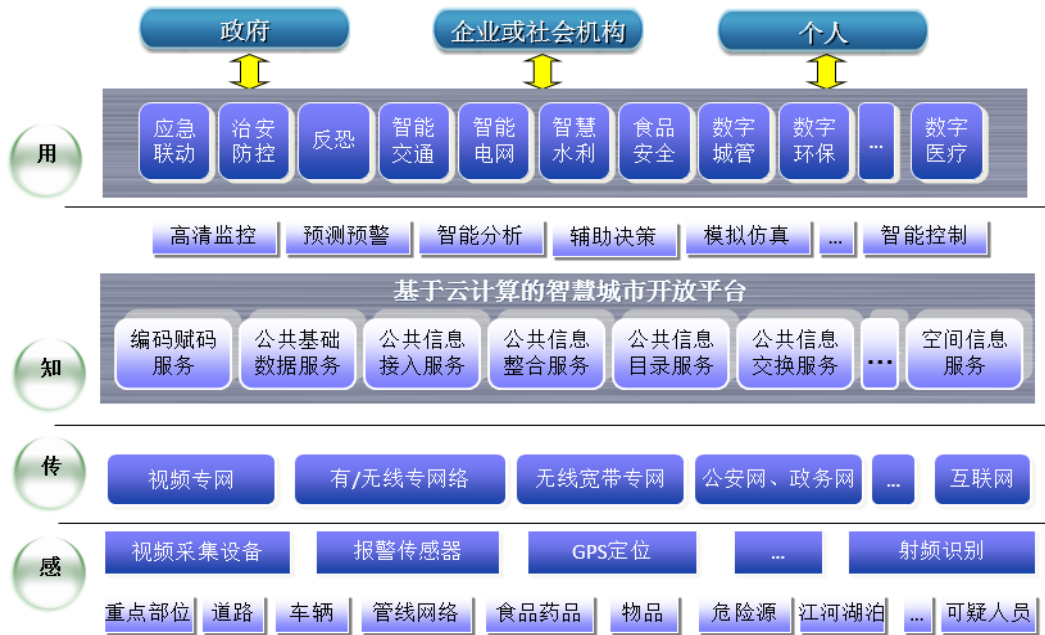 政府
企业或社会机构
个人
用
应急
联动
治安
防控
反恐
智能
交通
智能
电网
智慧
水利
食品
安全
数字
城管
数字
环保
...
数字
医疗
高清监控
预测预警
智能分析
辅助决策
模拟仿真
...
智能控制
知
基于云计算的智慧城市开放平台
编码赋码
服务
公共基础
数据服务
公共信息
接入服务
公共信息
整合服务
公共信息
目录服务
公共信息
交换服务
...
空间信息
服务
传
视频专网
有/无线专网络
无线宽带专网
公安网、政务网
...
互联网
感
视频采集设备
报警传感器
GPS定位
...
射频识别
重点部位
道路
车辆
管线网络
食品药品
物品
危险源
江河湖泊
...
可疑人员